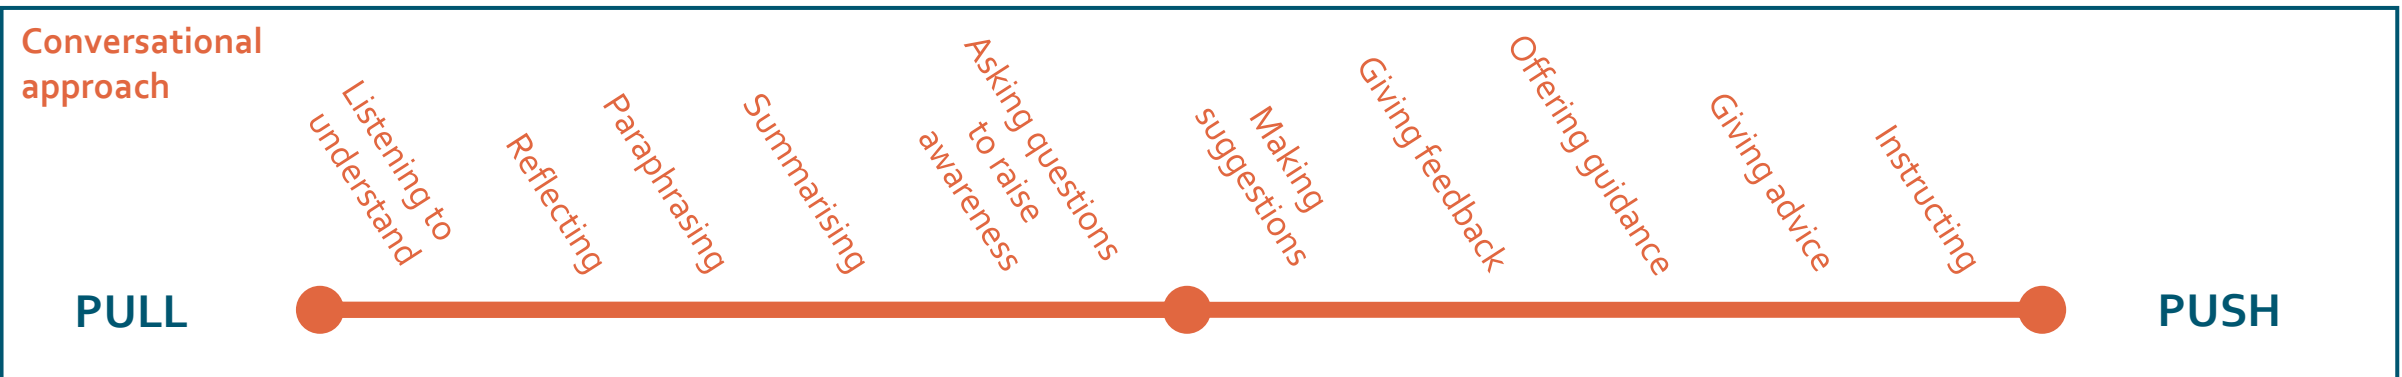 Conversational
approach
Listening to
understand
Reflecting
Paraphrasing
Summarising
Asking questions
to raise
awareness
Making
suggestions
Giving feedback
Offering guidance
Giving advice
Instructing
PULL
PUSH